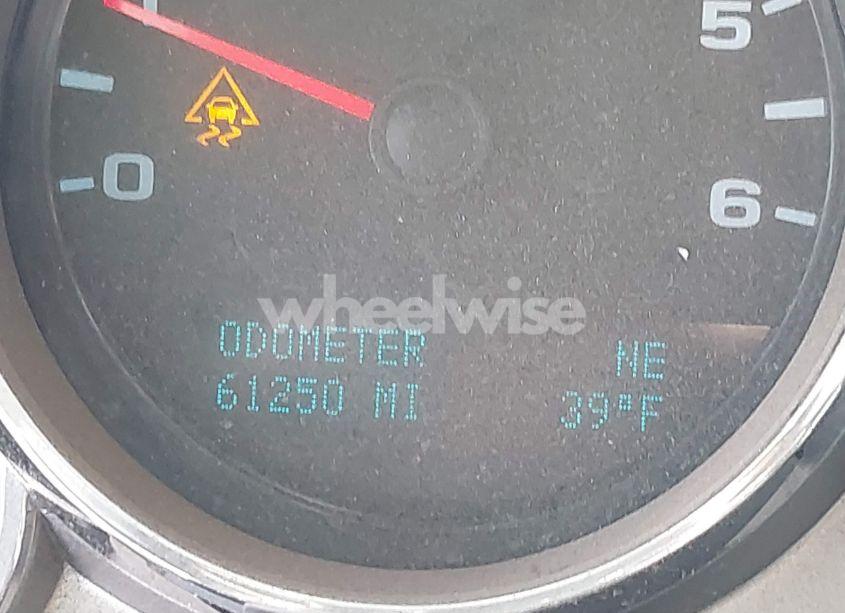 5
0
6
wheelwise
ODOMETER NE
61250 MI 39°F